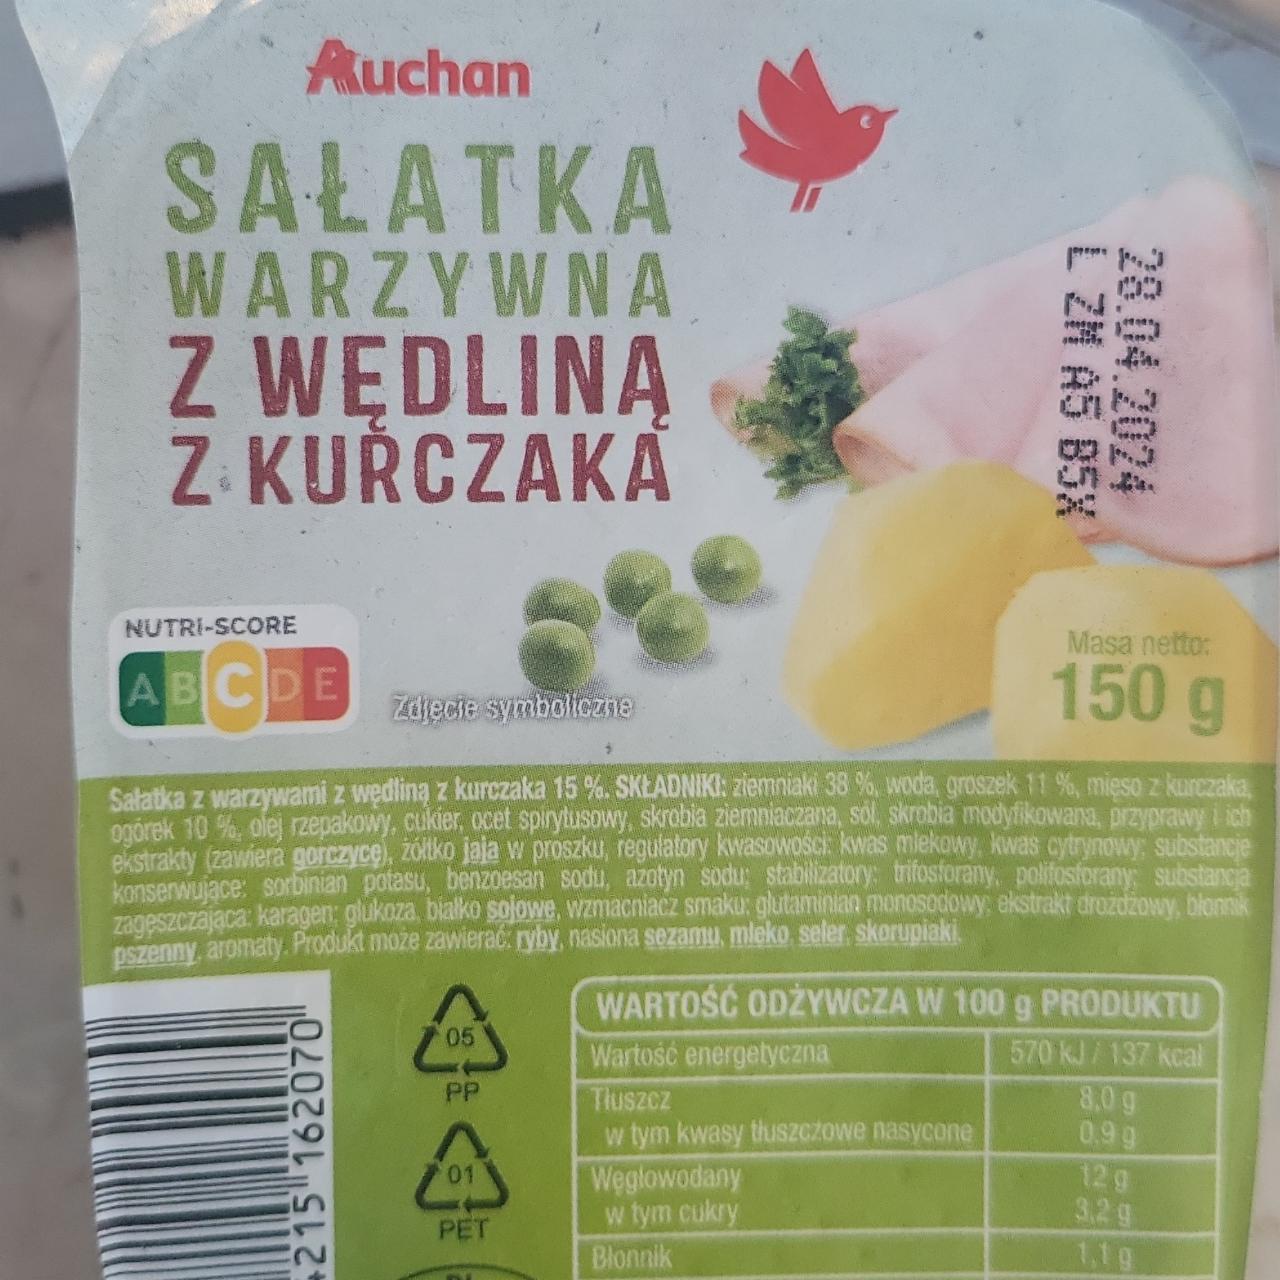 Auchan
SAŁATKA
WARZYWNA
Z WĘDLINĄ
Z KURCZAKA
28.04.2024
L ZM A5 B5X
NUTRI-SCORE
A B C D E
Zdjęcie symboliczne
Masa netto:
150 g
Sałatka z warzywami z wędliną z kurczaka 15 %. SKŁADNIKI: ziemniaki 38 %, woda, groszek 11 %, mięso z kurczaka,
ogórek 10 %, olej rzepakowy, cukier, ocet spirytusowy, skrobia ziemniaczana, sól, skrobia modyfikowana, przyprawy i ich
ekstrakty (zawiera gorczycę), żółtko jaja w proszku, regulatory kwasowości: kwas mlekowy, kwas cytrynowy; substancje
konserwujące: sorbinian potasu, benzoesan sodu, azotyn sodu; stabilizatory: trifosforany, polifosforany; substancja
zagęszczająca: karagen; glukoza, białko sojowe, wzmacniacz smaku: glutaminian monosodowy; ekstrakt drożdżowy, błonnik
pszenny, aromaty. Produkt może zawierać: ryby, nasiona sezamu, mleko, seler, skorupiaki.
215 162070
05
PP
01
PET
WARTOŚĆ ODŻYWCZA W 100 g PRODUKTU
Wartość energetyczna 570 kJ / 137 kcal
Tłuszcz 8,0 g
w tym kwasy tłuszczowe nasycone 0,9 g
Węglowodany 12 g
w tym cukry 3,2 g
Błonnik 1,1 g